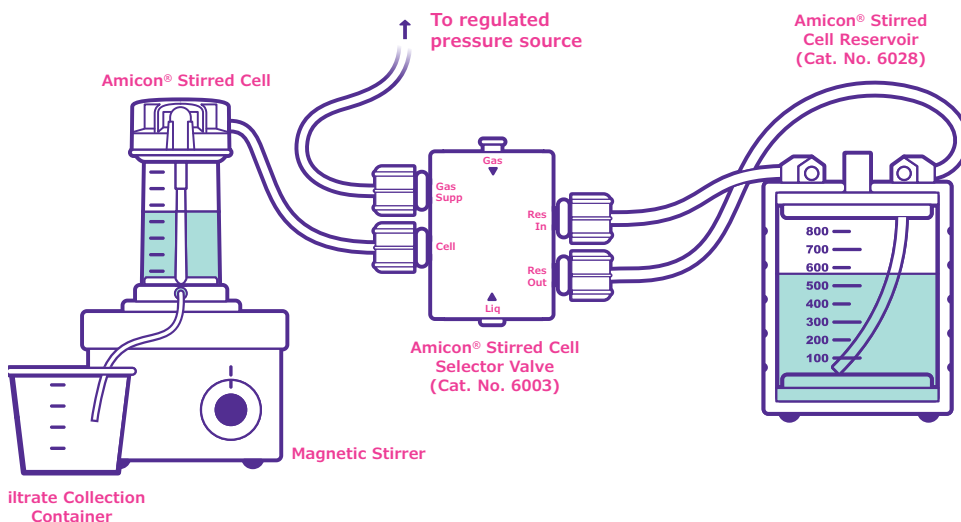 To regulated
pressure source
Amicon® Stirred
Cell Reservoir
(Cat. No. 6028)
Amicon® Stirred Cell
Gas
Gas
Supp
Res
In
Cell
Res
Out
Liq
800
700
600
500
400
300
200
100
Amicon® Stirred Cell
Selector Valve
(Cat. No. 6003)
Magnetic Stirrer
iltrate Collection
Container